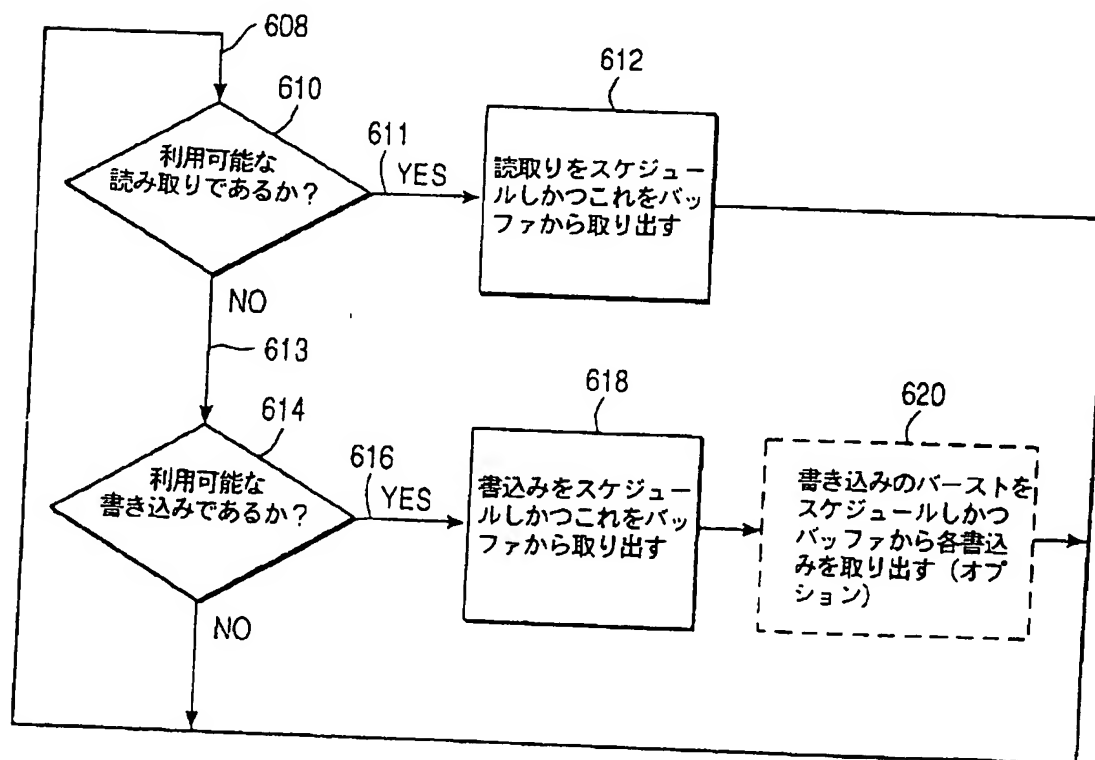 608
610
利用可能な
読み取りであるか？
611
YES
612
読取りをスケジュー
ルしかつこれをバッ
ファから取り出す
NO
613
614
利用可能な
書き込みであるか？
616
YES
618
書込みをスケジュー
ルしかつこれをバッ
ファから取り出す
620
書き込みのバーストを
スケジュールしかつ
バッファから各書込
みを取り出す（オプ
ション）
NO